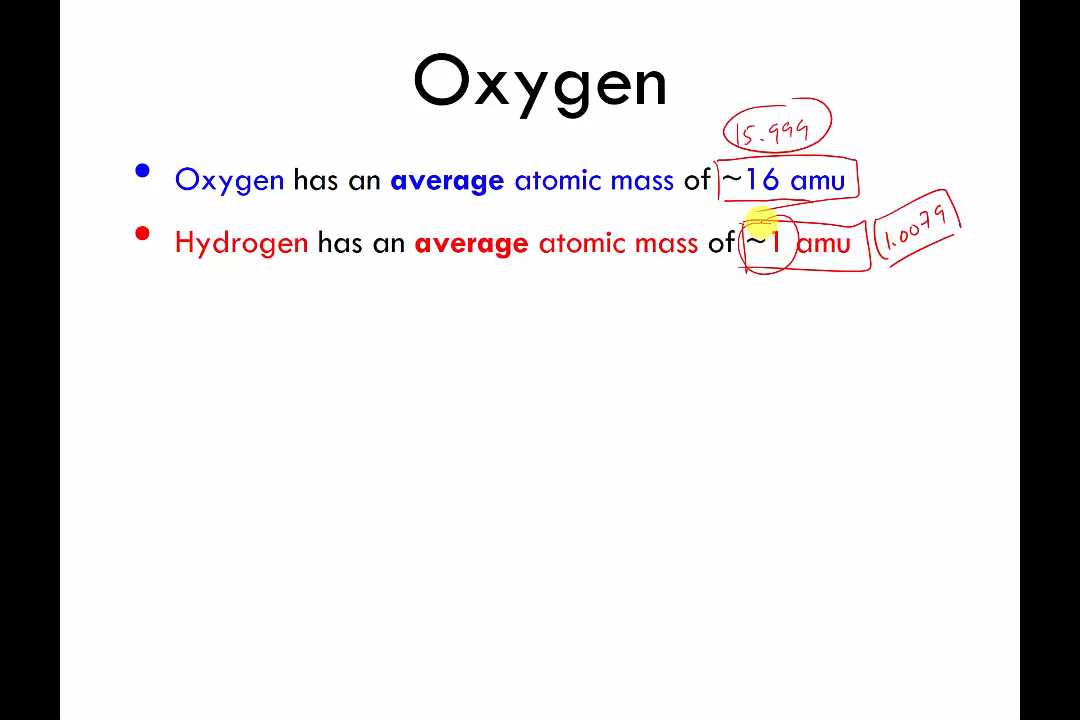 Oxygen
15.999
• Oxygen has an average atomic mass of ~16 amu
• Hydrogen has an average atomic mass of ~1 amu 1.0079